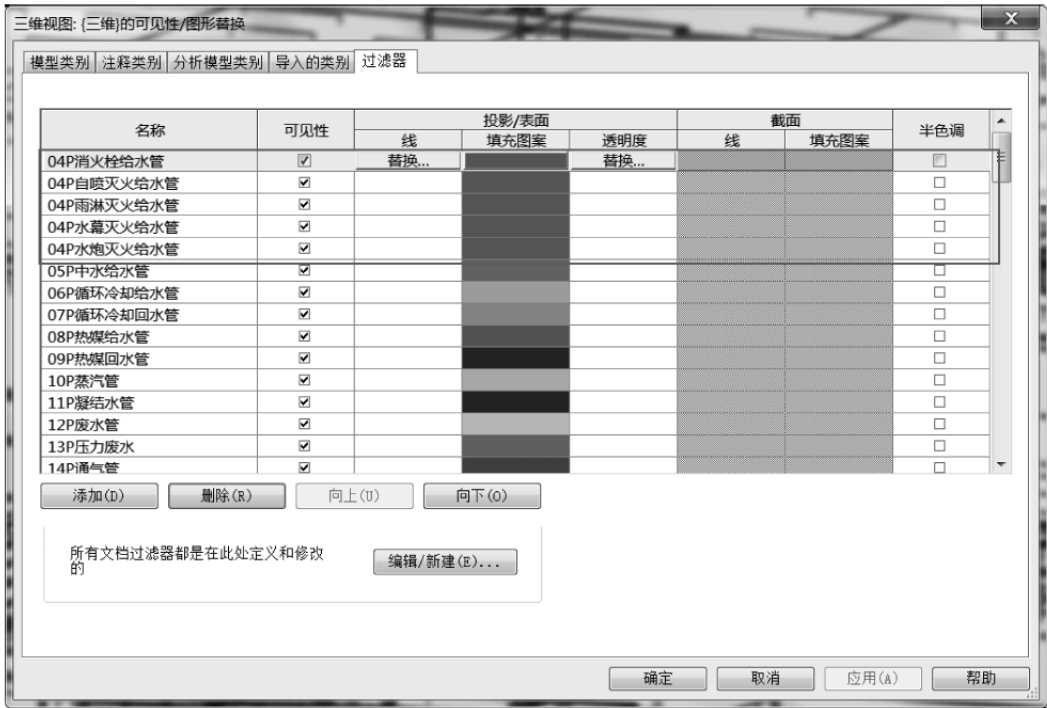 三维视图: {三维}的可见性/图形替换
X
模型类别 注释类别 分析模型类别 导入的类别 过滤器
名称 可见性 投影/表面 截面 半色调
线 填充图案 透明度 线 填充图案
04P消火栓给水管 替换... 替换...
04P自喷灭火给水管
04P雨淋灭火给水管
04P水幕灭火给水管
04P水炮灭火给水管
05P中水给水管
06P循环冷却给水管
07P循环冷却回水管
08P热媒给水管
09P热媒回水管
10P蒸汽管
11P凝结水管
12P废水管
13P压力废水
14P通气管
添加(D) 删除(R) 向上(U) 向下(O)
所有文档过滤器都是在此处定义和修改
的
编辑/新建(E)...
确定 取消 应用(A) 帮助